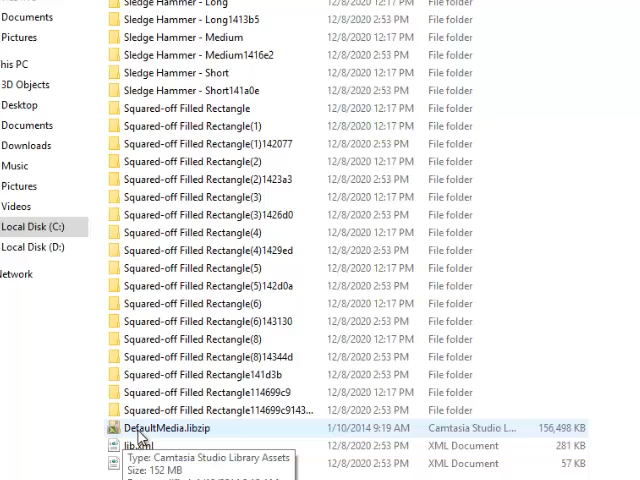 Sledge Hammer - Long 12/8/2020 12:17 PM File folder
Documents Sledge Hammer - Long1413b5 12/8/2020 2:53 PM File folder
Pictures Sledge Hammer - Medium 12/8/2020 12:17 PM File folder
Sledge Hammer - Medium1416e2 12/8/2020 2:53 PM File folder
his PC Sledge Hammer - Short 12/8/2020 12:17 PM File folder
3D Objects Sledge Hammer - Short141a0e 12/8/2020 2:53 PM File folder
Desktop Squared-off Filled Rectangle 12/8/2020 12:17 PM File folder
Documents Squared-off Filled Rectangle(1) 12/8/2020 12:17 PM File folder
Downloads Squared-off Filled Rectangle(1)142077 12/8/2020 2:53 PM File folder
Music Squared-off Filled Rectangle(2) 12/8/2020 12:17 PM File folder
Pictures Squared-off Filled Rectangle(2)1423a3 12/8/2020 2:53 PM File folder
Videos Squared-off Filled Rectangle(3) 12/8/2020 12:17 PM File folder
Local Disk (C:) Squared-off Filled Rectangle(3)1426d0 12/8/2020 2:53 PM File folder
Squared-off Filled Rectangle(4) 12/8/2020 12:17 PM File folder
Local Disk (D:) Squared-off Filled Rectangle(4)1429ed 12/8/2020 2:53 PM File folder
Network Squared-off Filled Rectangle(5) 12/8/2020 12:17 PM File folder
Squared-off Filled Rectangle(5)142d0a 12/8/2020 2:53 PM File folder
Squared-off Filled Rectangle(6) 12/8/2020 12:17 PM File folder
Squared-off Filled Rectangle(6)143130 12/8/2020 2:53 PM File folder
Squared-off Filled Rectangle(8) 12/8/2020 12:17 PM File folder
Squared-off Filled Rectangle(8)14344d 12/8/2020 2:53 PM File folder
Squared-off Filled Rectangle141d3b 12/8/2020 2:53 PM File folder
Squared-off Filled Rectangle114699c9 12/8/2020 12:17 PM File folder
Squared-off Filled Rectangle114699c9143... 12/8/2020 2:53 PM File folder
DefaultMedia.libzip 1/10/2014 9:19 AM Camtasia Studio L... 156,498 KB
lib.xml 12/8/2020 2:53 PM XML Document 281 KB
Type: Camtasia Studio Library Assets 12/8/2020 2:53 PM XML Document 57 KB
Size: 152 MB